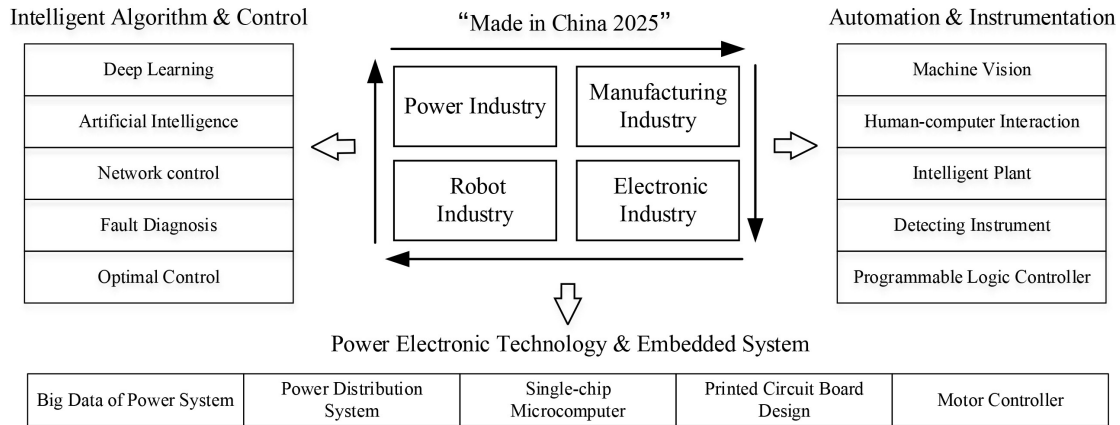 Intelligent Algorithm & Control
Deep Learning
Artificial Intelligence
Network control
Fault Diagnosis
Optimal Control
“Made in China 2025”
Power Industry
Manufacturing
Industry
Robot
Industry
Electronic
Industry
Automation & Instrumentation
Machine Vision
Human-computer Interaction
Intelligent Plant
Detecting Instrument
Programmable Logic Controller
Power Electronic Technology & Embedded System
Big Data of Power System
Power Distribution
System
Single-chip
Microcomputer
Printed Circuit Board
Design
Motor Controller